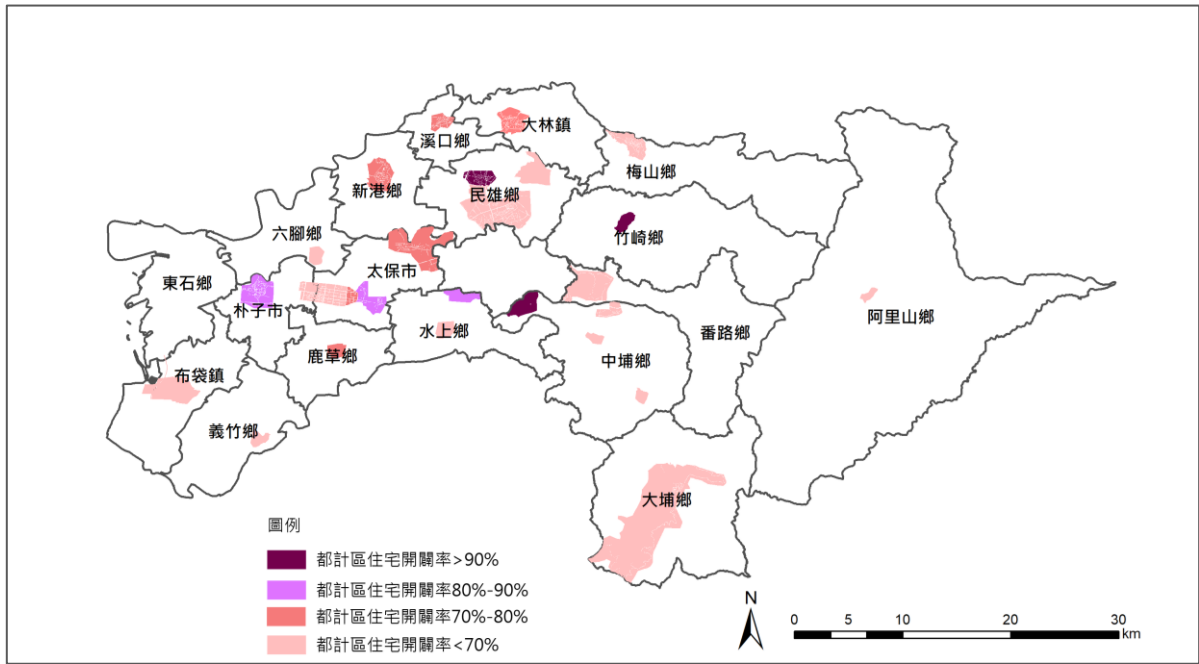 大林鎮
溪口鄉
梅山鄉
新港鄉
民雄鄉
六腳鄉
竹崎鄉
太保市
東石鄉
朴子市
阿里山鄉
水上鄉
番路鄉
鹿草鄉
中埔鄉
布袋鎮
義竹鄉
大埔鄉
圖例
都計區住宅開闢率>90%
都計區住宅開闢率80%-90%
都計區住宅開闢率70%-80%
都計區住宅開闢率<70%
N
0 5 10 20 30
km